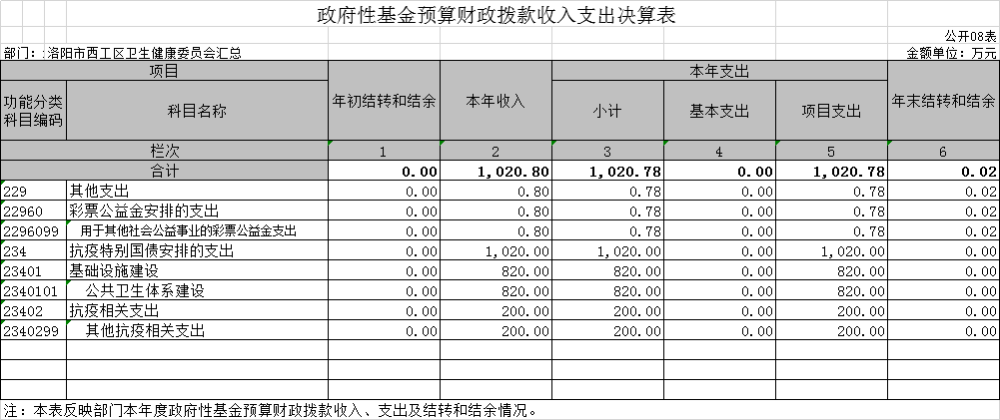 政府性基金预算财政拨款收入支出决算表
公开08表
部门：洛阳市西工区卫生健康委员会汇总 金额单位：万元
项目 年初结转和结余 本年收入 本年支出 年末结转和结余
功能分类科目编码 科目名称 小计 基本支出 项目支出
栏次 1 2 3 4 5 6
合计 0.00 1,020.80 1,020.78 0.00 1,020.78 0.02
229 其他支出 0.00 0.80 0.78 0.00 0.78 0.02
22960 彩票公益金安排的支出 0.00 0.80 0.78 0.00 0.78 0.02
2296099 用于其他社会公益事业的彩票公益金支出 0.00 0.80 0.78 0.00 0.78 0.02
234 抗疫特别国债安排的支出 0.00 1,020.00 1,020.00 0.00 1,020.00 0.00
23401 基础设施建设 0.00 820.00 820.00 0.00 820.00 0.00
2340101 公共卫生体系建设 0.00 820.00 820.00 0.00 820.00 0.00
23402 抗疫相关支出 0.00 200.00 200.00 0.00 200.00 0.00
2340299 其他抗疫相关支出 0.00 200.00 200.00 0.00 200.00 0.00
注：本表反映部门本年度政府性基金预算财政拨款收入、支出及结转和结余情况。